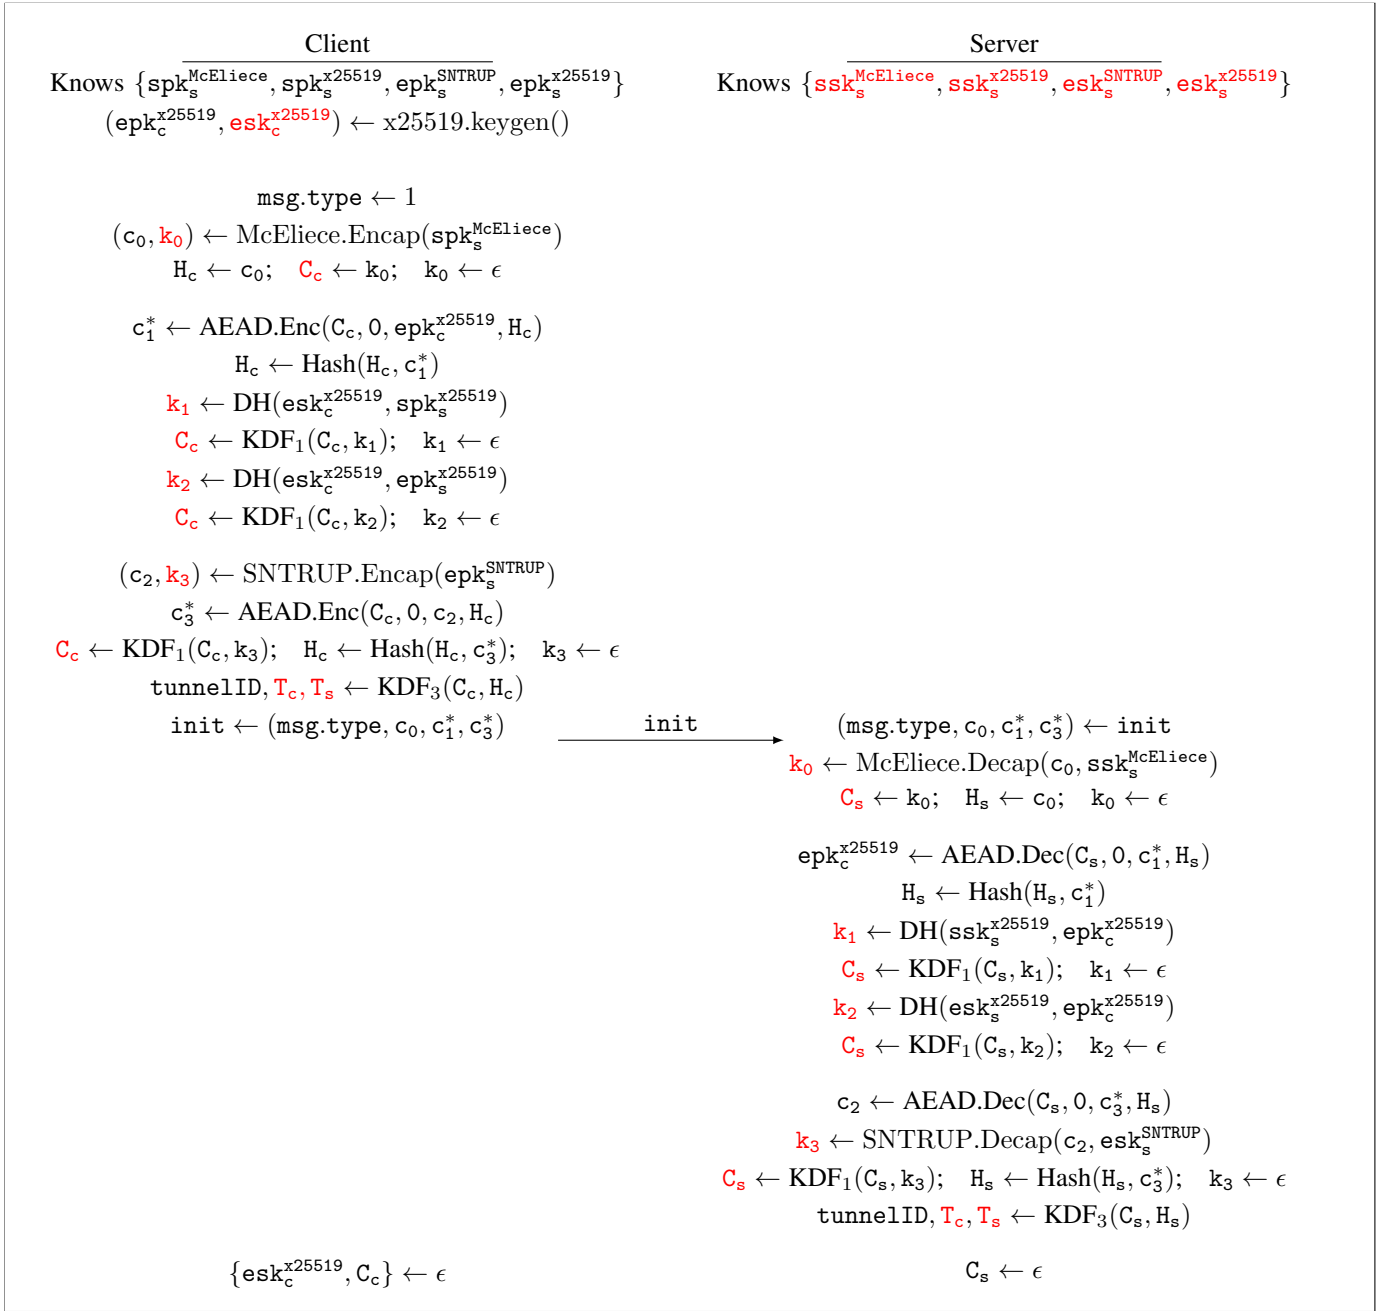 Client
Knows {spk_s^McEliece, spk_s^x25519, epk_s^SNTRUP, epk_s^x25519}
(epk_c^x25519, esk_c^x25519) ← x25519.keygen()
msg.type ← 1
(c_0, k_0) ← McEliece.Encap(spk_s^McEliece)
H_c ← c_0; C_c ← k_0; k_0 ← ϵ
c_1^* ← AEAD.Enc(C_c, 0, epk_c^x25519, H_c)
H_c ← Hash(H_c, c_1^*)
k_1 ← DH(esk_c^x25519, spk_s^x25519)
C_c ← KDF_1(C_c, k_1); k_1 ← ϵ
k_2 ← DH(esk_c^x25519, epk_s^x25519)
C_c ← KDF_1(C_c, k_2); k_2 ← ϵ
(c_2, k_3) ← SNTRUP.Encap(epk_s^SNTRUP)
c_3^* ← AEAD.Enc(C_c, 0, c_2, H_c)
C_c ← KDF_1(C_c, k_3); H_c ← Hash(H_c, c_3^*); k_3 ← ϵ
tunnelID, T_c, T_s ← KDF_3(C_c, H_c)
init ← (msg.type, c_0, c_1^*, c_3^*)
{esk_c^x25519, C_c} ← ϵ
init
Server
Knows {ssk_s^McEliece, ssk_s^x25519, esk_s^SNTRUP, esk_s^x25519}
(msg.type, c_0, c_1^*, c_3^*) ← init
k_0 ← McEliece.Decap(c_0, ssk_s^McEliece)
C_s ← k_0; H_s ← c_0; k_0 ← ϵ
epk_c^x25519 ← AEAD.Dec(C_s, 0, c_1^*, H_s)
H_s ← Hash(H_s, c_1^*)
k_1 ← DH(ssk_s^x25519, epk_c^x25519)
C_s ← KDF_1(C_s, k_1); k_1 ← ϵ
k_2 ← DH(esk_s^x25519, epk_c^x25519)
C_s ← KDF_1(C_s, k_2); k_2 ← ϵ
c_2 ← AEAD.Dec(C_s, 0, c_3^*, H_s)
k_3 ← SNTRUP.Decap(c_2, esk_s^SNTRUP)
C_s ← KDF_1(C_s, k_3); H_s ← Hash(H_s, c_3^*); k_3 ← ϵ
tunnelID, T_c, T_s ← KDF_3(C_s, H_s)
C_s ← ϵ